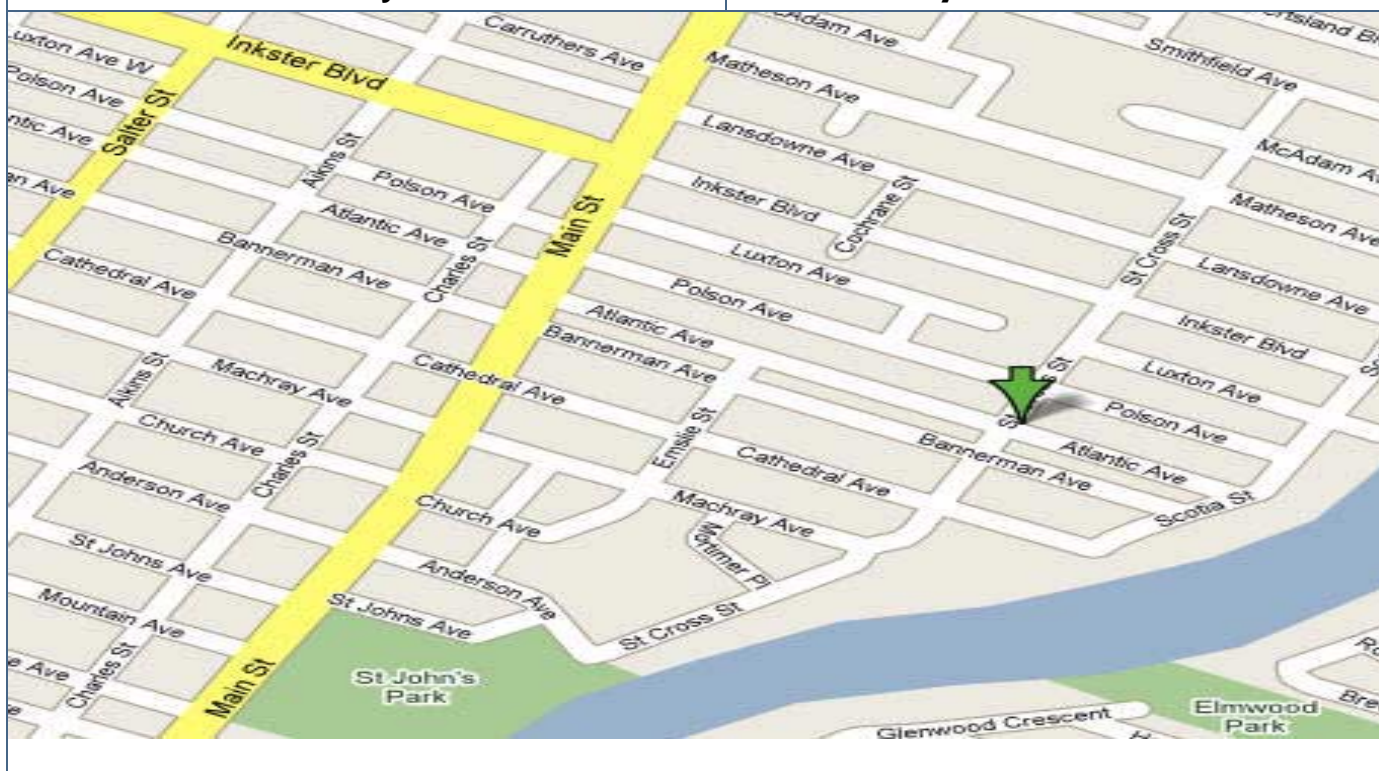 Carruthers Ave
McAdam Ave
Smithfield Ave
Luxton Ave W
Inkster Blvd
Matheson Ave
Polson Ave
Salter St
Lansdowne Ave
Aikins St
McAdam
Polson Ave
Inkster Blvd
Cochrane St
Matheson Ave
Atlantic Ave
Main St
St Cross St
Bannerman Ave
Charles St
Luxton Ave
Lansdowne Ave
Cathedral Ave
Polson Ave
Atlantic Ave
Inkster Blvd
Bannerman Ave
Luxton Ave
Aikins St
Machray Ave
Cathedral Ave
Polson Ave
Church Ave
Charles St
Bannerman Ave
Atlantic Ave
Anderson Ave
Cathedral Ave
Machray Ave
Scotia St
Church Ave
Mortimer Pl
St Johns Ave
Anderson Ave
Mountain Ave
St Johns Ave
St Cross St
Charles St
Main St
St John's
Park
Glenwood Crescent
Elmwood
Park